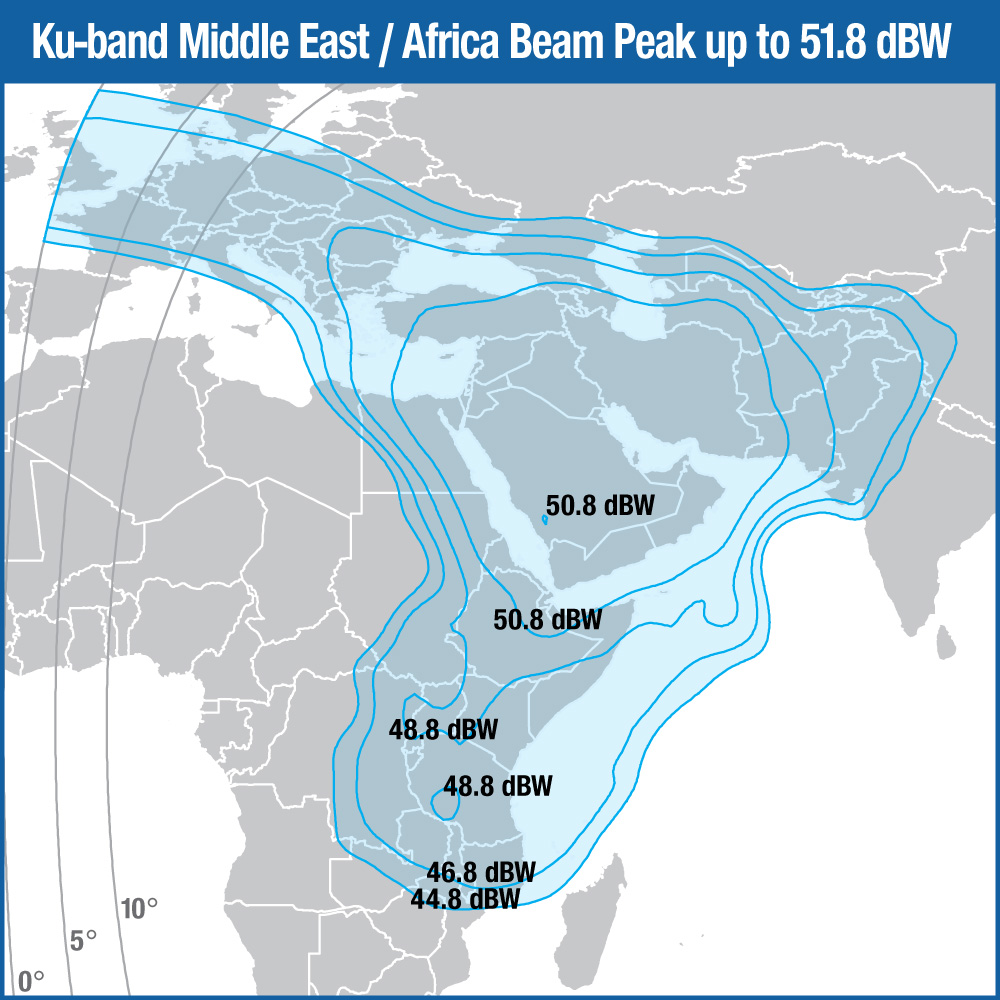 Ku-band Middle East / Africa Beam Peak up to 51.8 dBW
50.8 dBW
50.8 dBW
48.8 dBW
48.8 dBW
46.8 dBW
44.8 dBW
10°
5°
0°